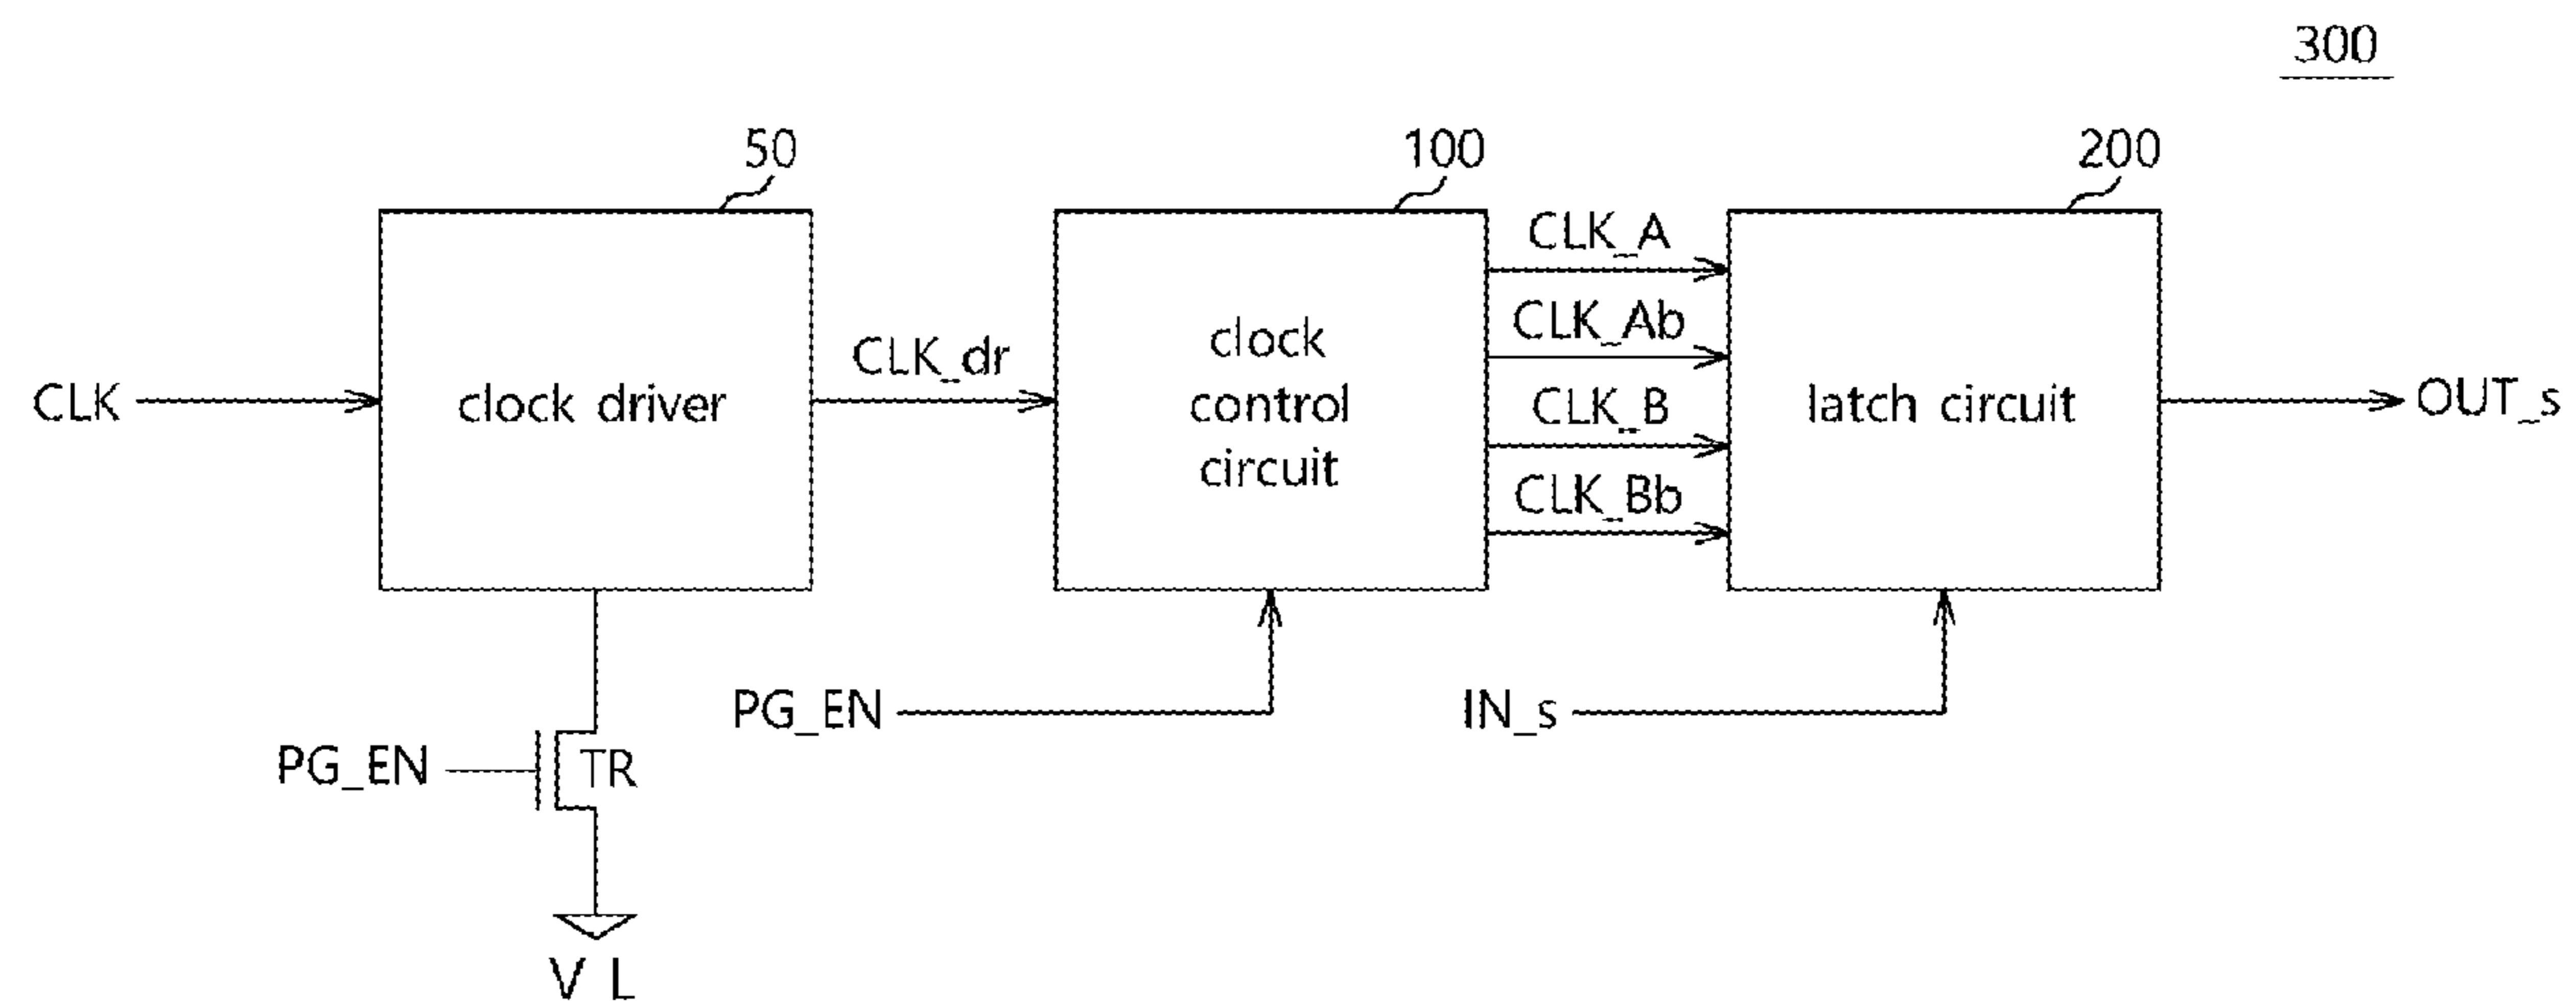 300
50
100
200
CLK_A
CLK_Ab
CLK_B
CLK_Bb
CLK
clock driver
CLK_dr
clock
control
circuit
latch circuit
OUT_s
PG_EN
IN_s
PG_EN
TR
V L